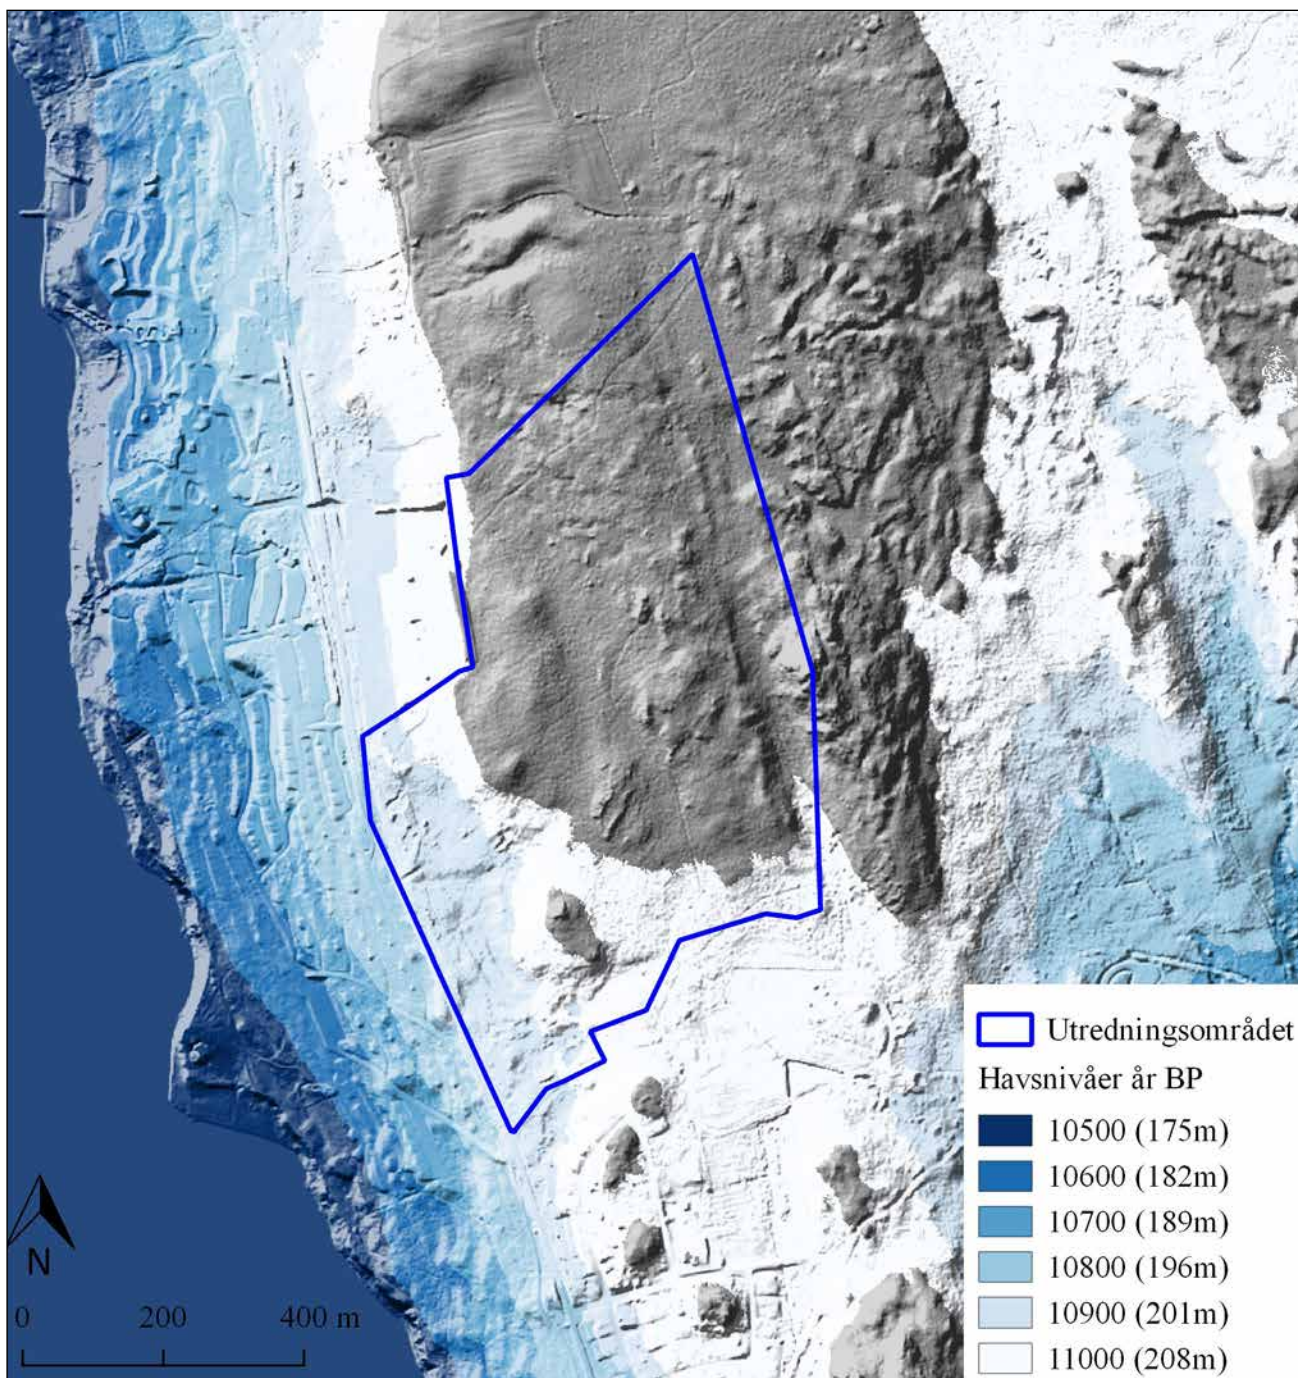 Utredningsområdet
Havsnivåer år BP
10500 (175m)
10600 (182m)
10700 (189m)
10800 (196m)
10900 (201m)
11000 (208m)
N
0 200 400 m